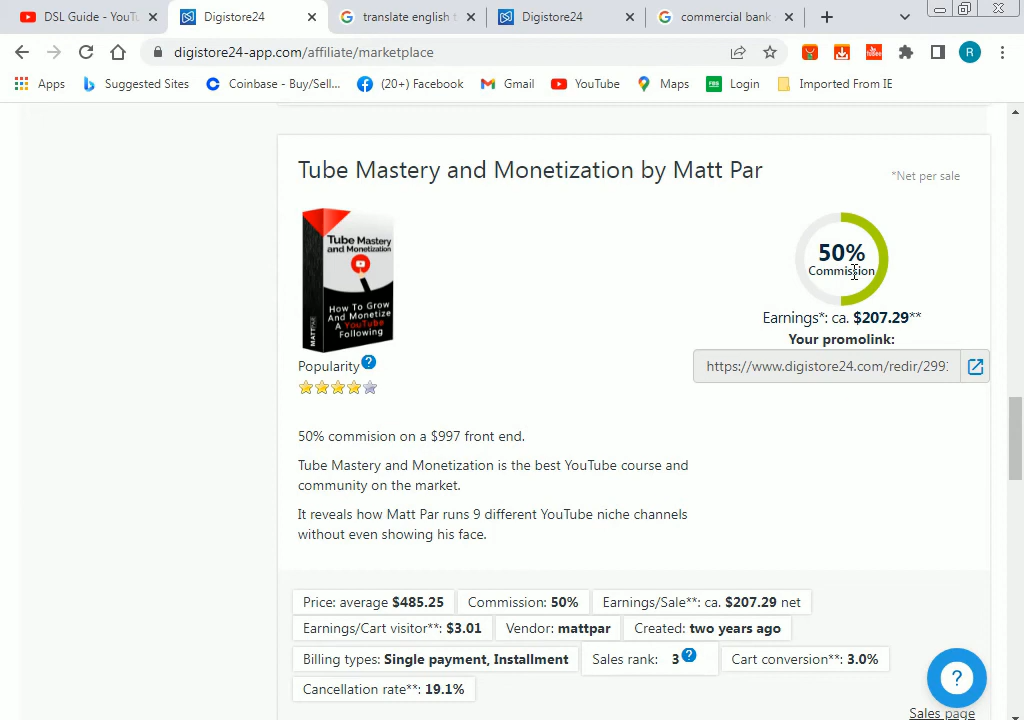 DSL Guide - YouTu
Digistore24
translate english t
Digistore24
commercial bank
digistore24-app.com/affiliate/marketplace
R
Apps
Suggested Sites
Coinbase - Buy/Sell...
(20+) Facebook
Gmail
YouTube
Maps
Login
Imported From IE
Tube Mastery and Monetization by Matt Par
*Net per sale
Tube Mastery
and Monetization
How To Grow
And Monetize
A YouTube
Following
MATT PAR
50%
Commission
Earnings*: ca. $207.29**
Your promolink:
https://www.digistore24.com/redir/299
Popularity ?
50% commision on a $997 front end.
Tube Mastery and Monetization is the best YouTube course and
community on the market.
It reveals how Matt Par runs 9 different YouTube niche channels
without even showing his face.
Price: average $485.25
Commission: 50%
Earnings/Sale**: ca. $207.29 net
Earnings/Cart visitor**: $3.01
Vendor: mattpar
Created: two years ago
Billing types: Single payment, Installment
Sales rank: 3 ?
Cart conversion**: 3.0%
Cancellation rate**: 19.1%
?
Sales page